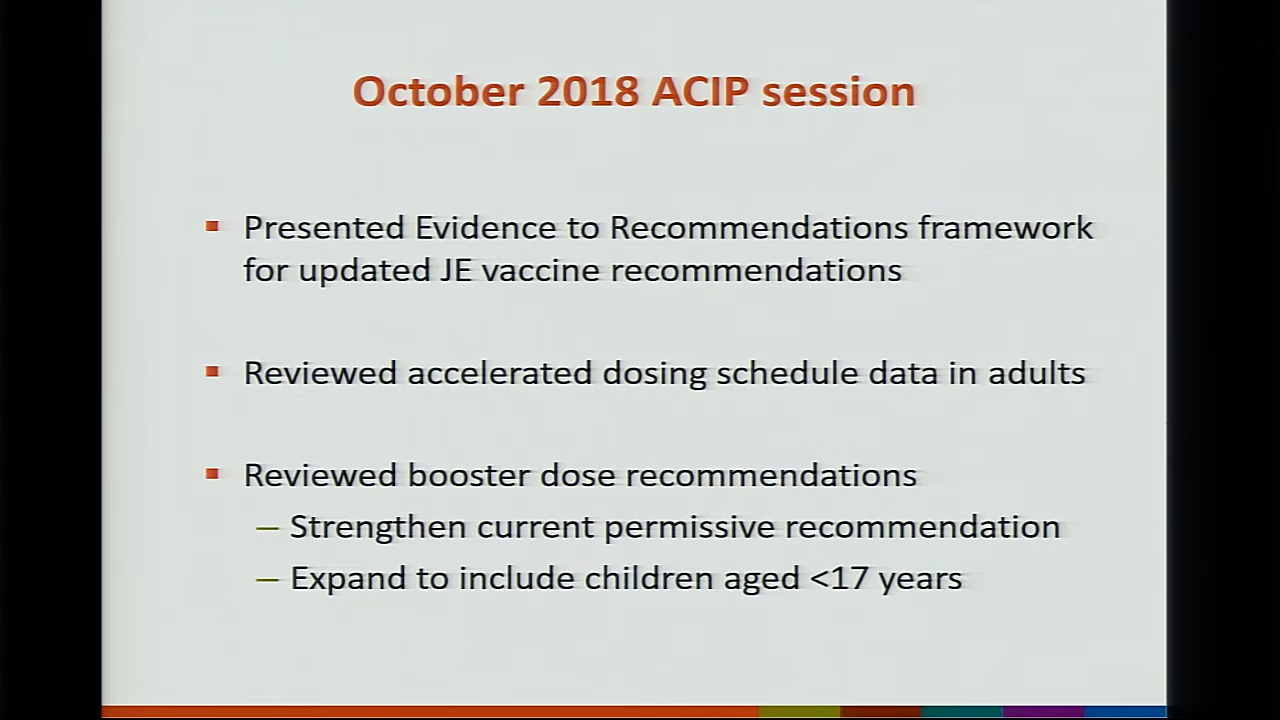 October 2018 ACIP session
▪ Presented Evidence to Recommendations framework
for updated JE vaccine recommendations
▪ Reviewed accelerated dosing schedule data in adults
▪ Reviewed booster dose recommendations
– Strengthen current permissive recommendation
– Expand to include children aged <17 years